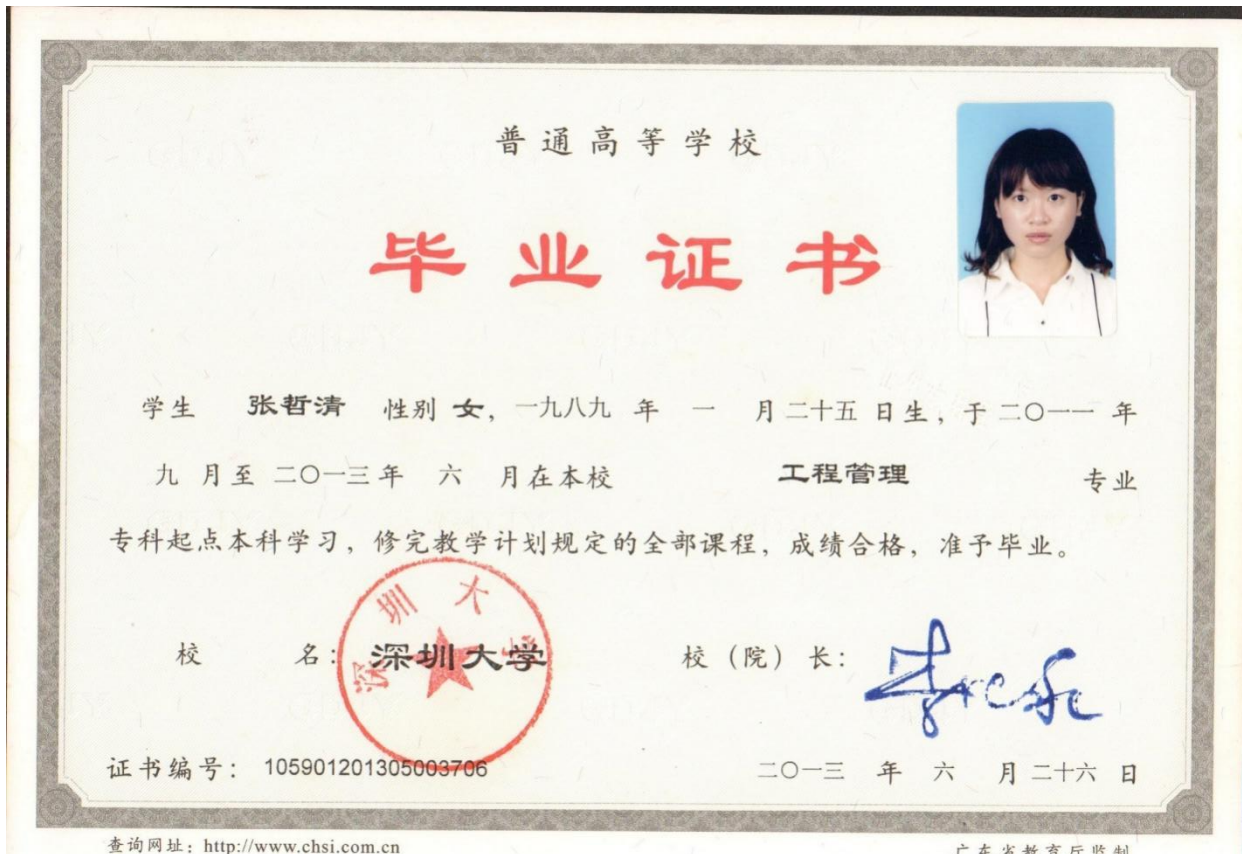 普通高等学校
毕业证书
学生 张哲清 性别 女，一九八九 年 一 月 二十五 日生，于 二〇一一 年
九 月至 二〇一三 年 六 月在本校 工程管理 专业
专科起点本科学习，修完教学计划规定的全部课程，成绩合格，准予毕业。
深圳大学
校 名：深圳大学 校（院）长：
证书编号：105901201305003706 二〇一三 年 六 月 二十六 日
查询网址：http://www.chsi.com.cn 广东省教育厅监制